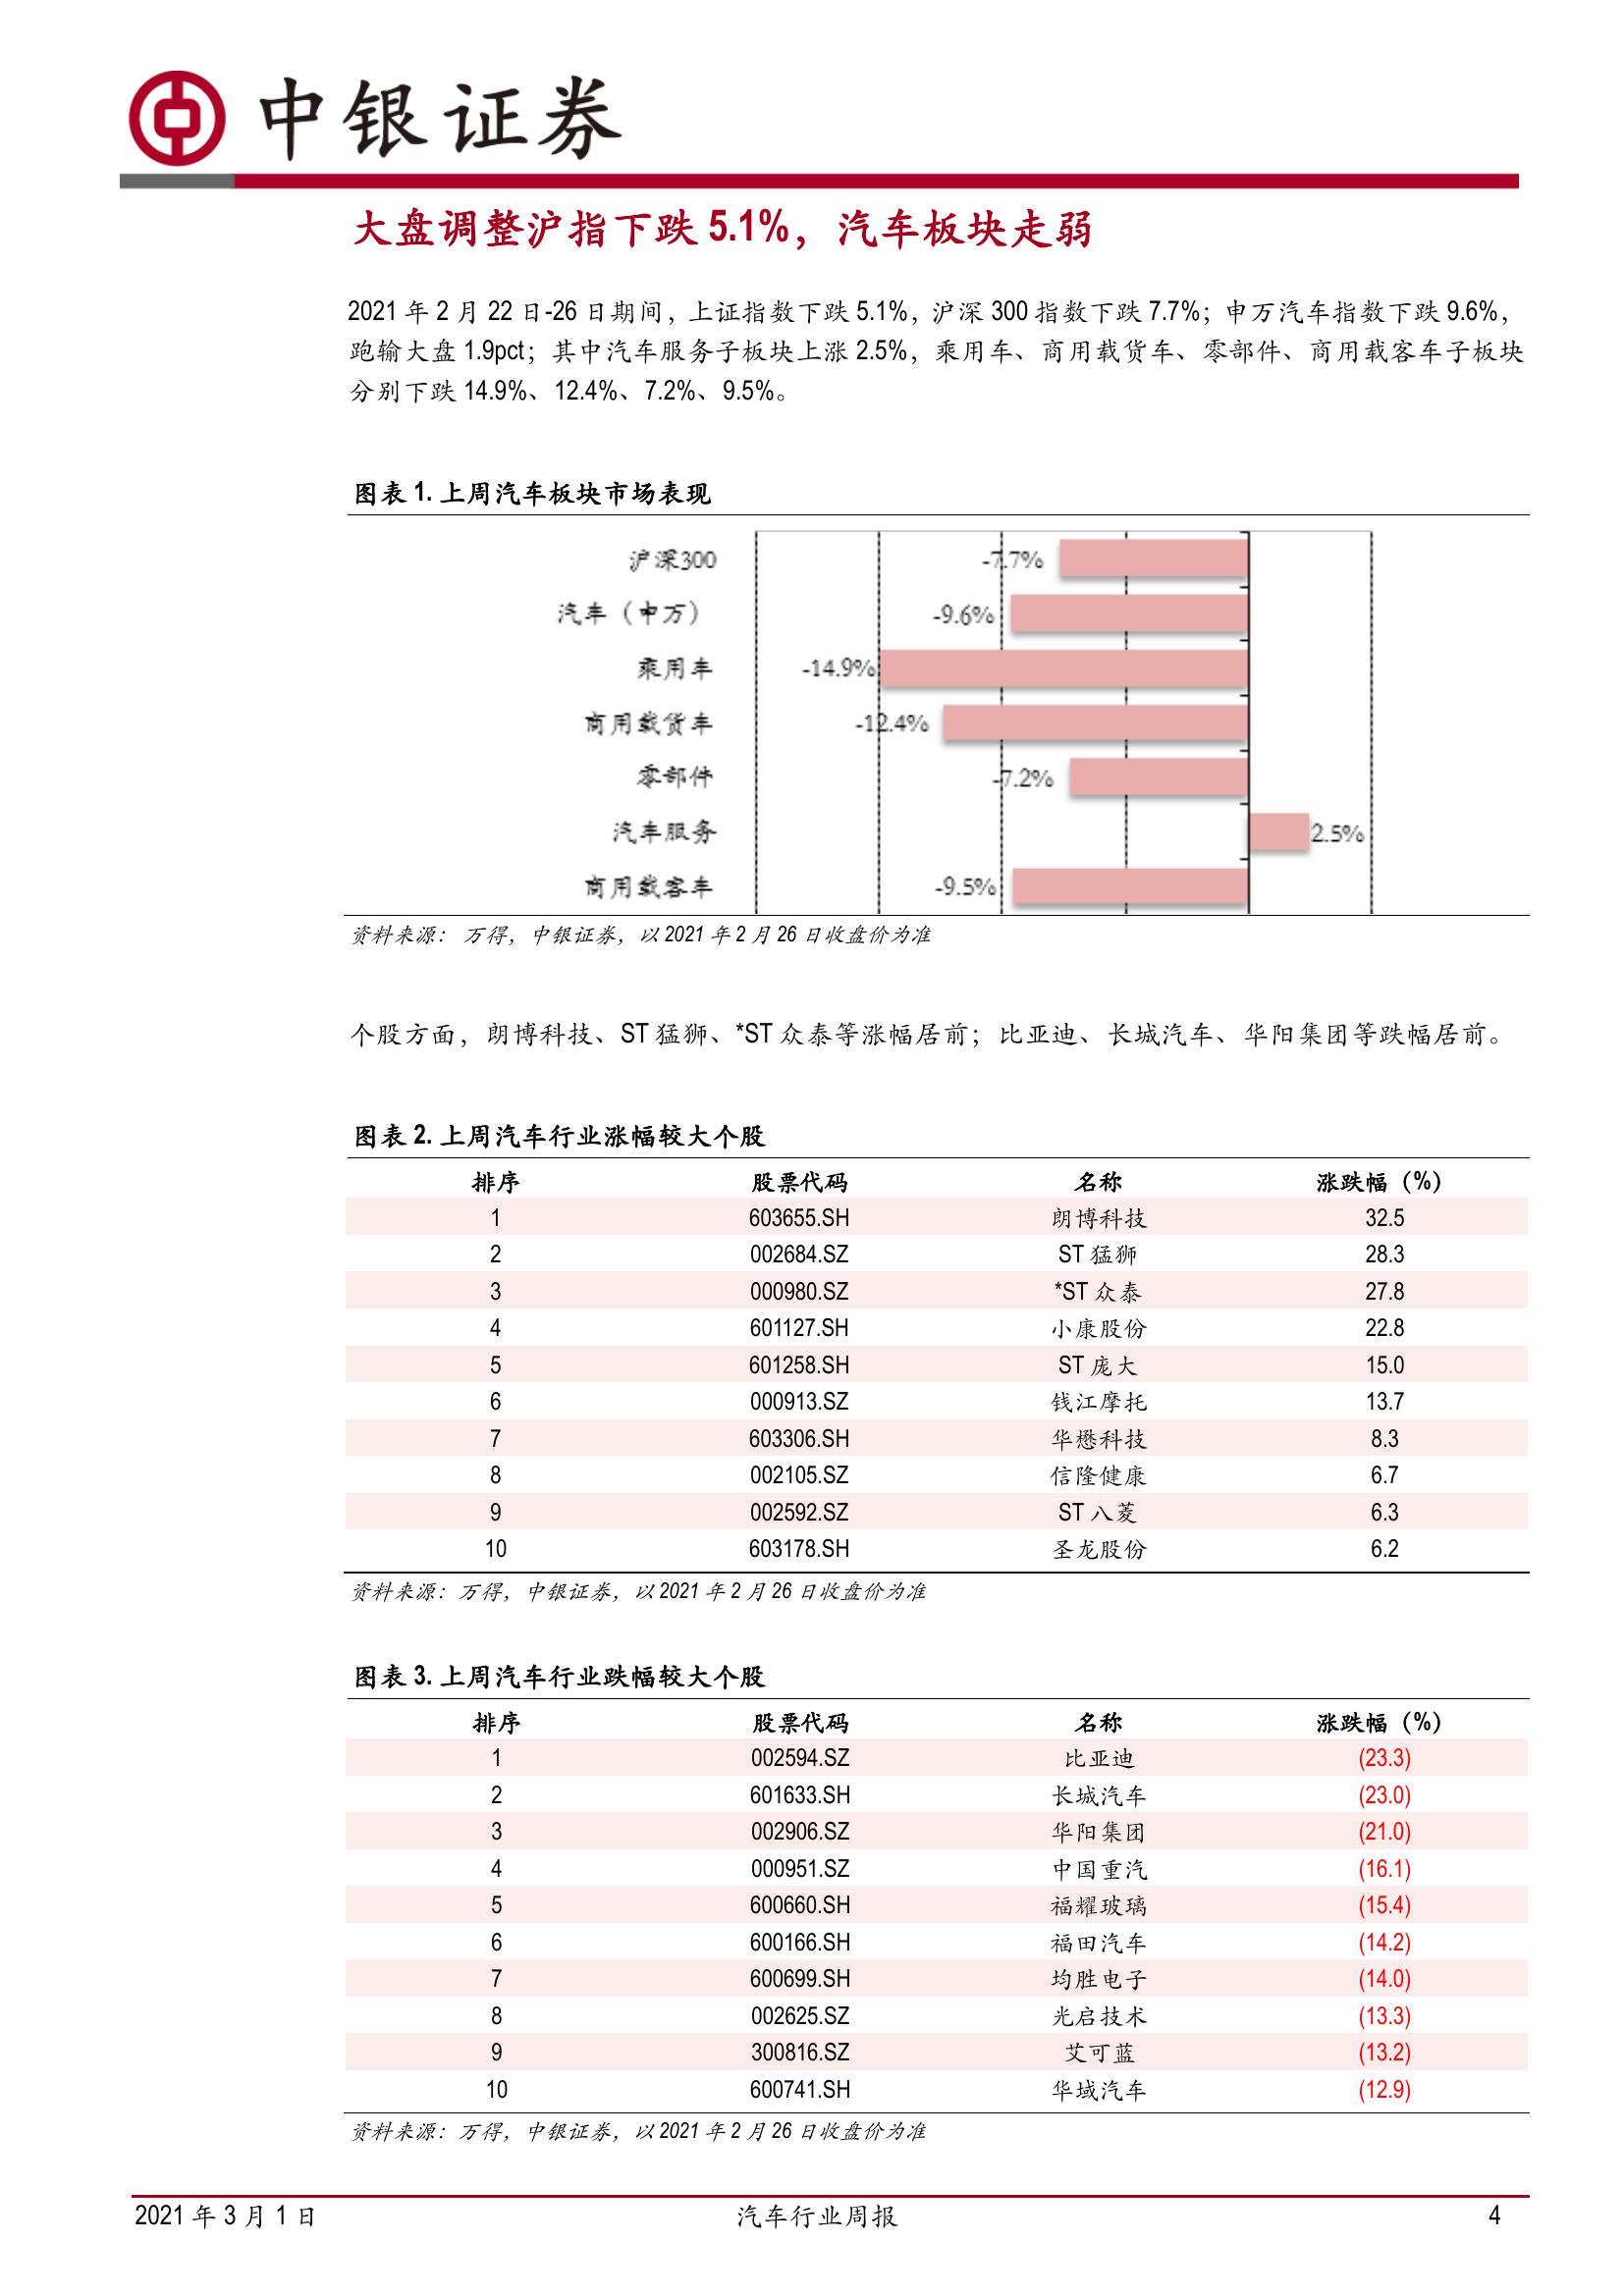 中银证券
大盘调整沪指下跌 5.1%，汽车板块走弱
2021 年 2 月 22 日-26 日期间，上证指数下跌 5.1%，沪深 300 指数下跌 7.7%；申万汽车指数下跌 9.6%，
跑输大盘 1.9pct；其中汽车服务子板块上涨 2.5%，乘用车、商用载货车、零部件、商用载客车子板块
分别下跌 14.9%、12.4%、7.2%、9.5%。
图表 1. 上周汽车板块市场表现
沪深300 -7.7%
汽车（申万） -9.6%
乘用车 -14.9%
商用载货车 -12.4%
零部件 -7.2%
汽车服务 2.5%
商用载客车 -9.5%
资料来源： 万得，中银证券，以 2021 年 2 月 26 日收盘价为准
个股方面，朗博科技、ST 猛狮、*ST 众泰等涨幅居前；比亚迪、长城汽车、华阳集团等跌幅居前。
图表 2. 上周汽车行业涨幅较大个股
排序 股票代码 名称 涨跌幅（%）
1 603655.SH 朗博科技 32.5
2 002684.SZ ST 猛狮 28.3
3 000980.SZ *ST 众泰 27.8
4 601127.SH 小康股份 22.8
5 601258.SH ST 庞大 15.0
6 000913.SZ 钱江摩托 13.7
7 603306.SH 华懋科技 8.3
8 002105.SZ 信隆健康 6.7
9 002592.SZ ST 八菱 6.3
10 603178.SH 圣龙股份 6.2
资料来源：万得，中银证券，以 2021 年 2 月 26 日收盘价为准
图表 3. 上周汽车行业跌幅较大个股
排序 股票代码 名称 涨跌幅（%）
1 002594.SZ 比亚迪 (23.3)
2 601633.SH 长城汽车 (23.0)
3 002906.SZ 华阳集团 (21.0)
4 000951.SZ 中国重汽 (16.1)
5 600660.SH 福耀玻璃 (15.4)
6 600166.SH 福田汽车 (14.2)
7 600699.SH 均胜电子 (14.0)
8 002625.SZ 光启技术 (13.3)
9 300816.SZ 艾可蓝 (13.2)
10 600741.SH 华域汽车 (12.9)
资料来源：万得，中银证券，以 2021 年 2 月 26 日收盘价为准
2021 年 3 月 1 日 汽车行业周报 4